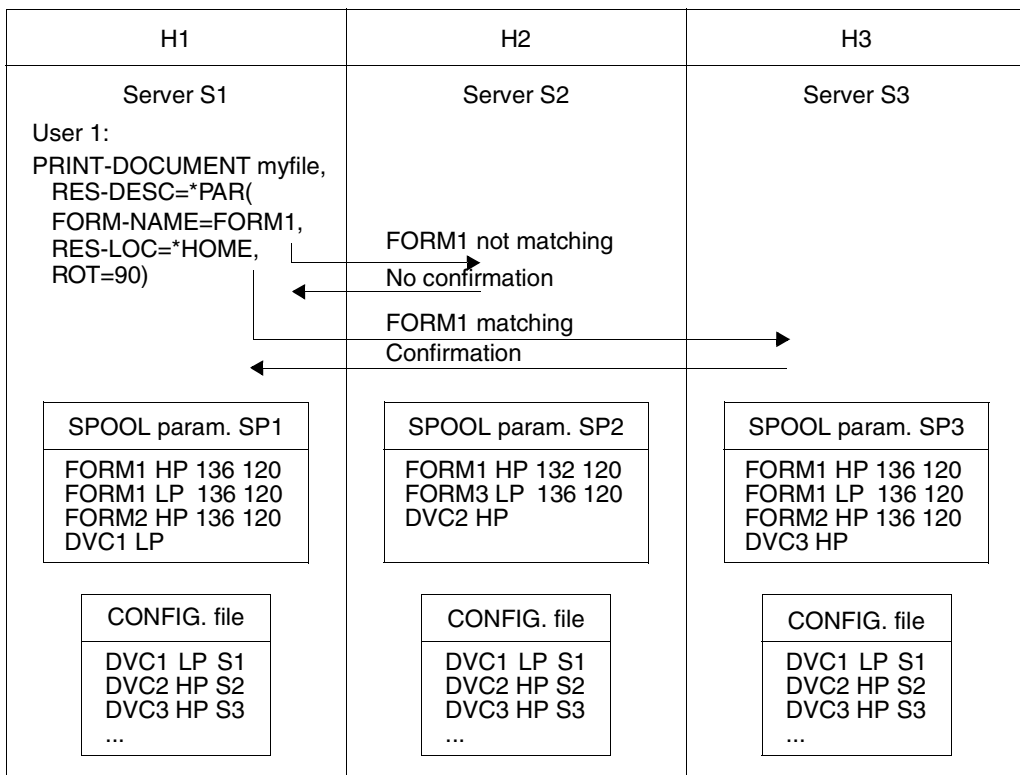 H1
H2
H3
Server S1
Server S2
Server S3
User 1:
PRINT-DOCUMENT myfile,
RES-DESC=*PAR(
FORM-NAME=FORM1,
RES-LOC=*HOME,
ROT=90)
FORM1 not matching
No confirmation
FORM1 matching
Confirmation
SPOOL param. SP1
FORM1 HP 136 120
FORM1 LP 136 120
FORM2 HP 136 120
DVC1 LP
SPOOL param. SP2
FORM1 HP 132 120
FORM3 LP 136 120
DVC2 HP
SPOOL param. SP3
FORM1 HP 136 120
FORM1 LP 136 120
FORM2 HP 136 120
DVC3 HP
CONFIG. file
DVC1 LP S1
DVC2 HP S2
DVC3 HP S3
...
CONFIG. file
DVC1 LP S1
DVC2 HP S2
DVC3 HP S3
...
CONFIG. file
DVC1 LP S1
DVC2 HP S2
DVC3 HP S3
...